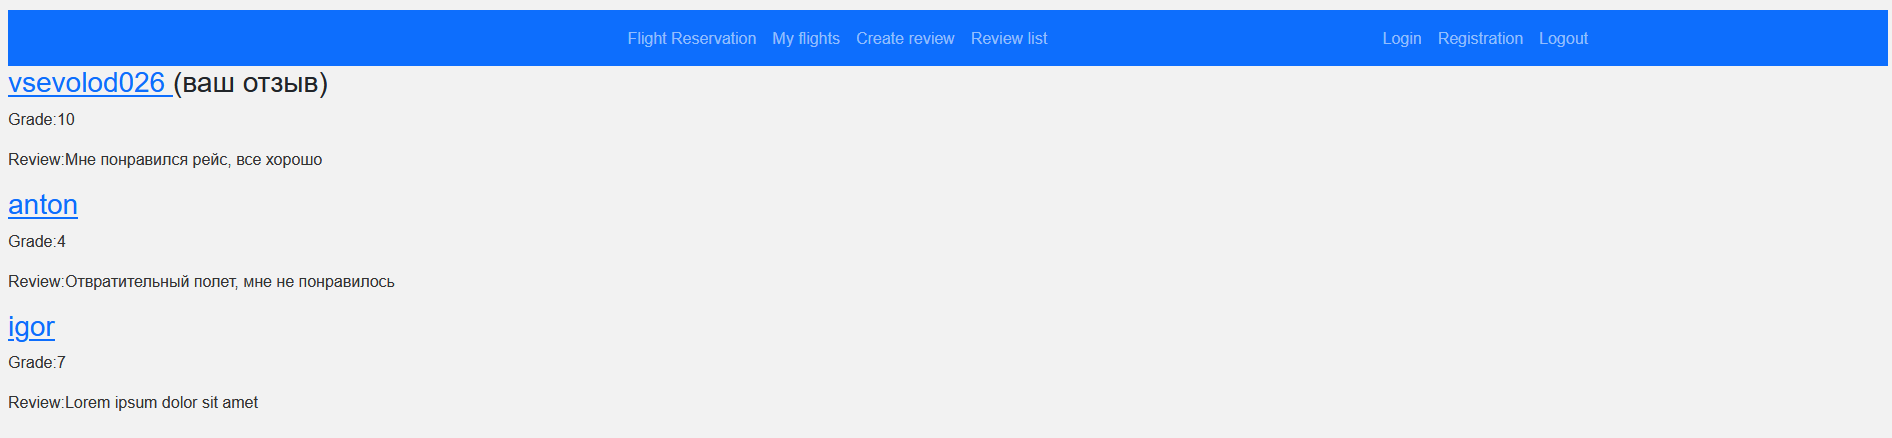 Flight Reservation My flights Create review Review list Login Registration Logout
vsevolod026 (ваш отзыв)
Grade:10
Review:Мне понравился рейс, все хорошо
anton
Grade:4
Review:Отвратительный полет, мне не понравилось
igor
Grade:7
Review:Lorem ipsum dolor sit amet